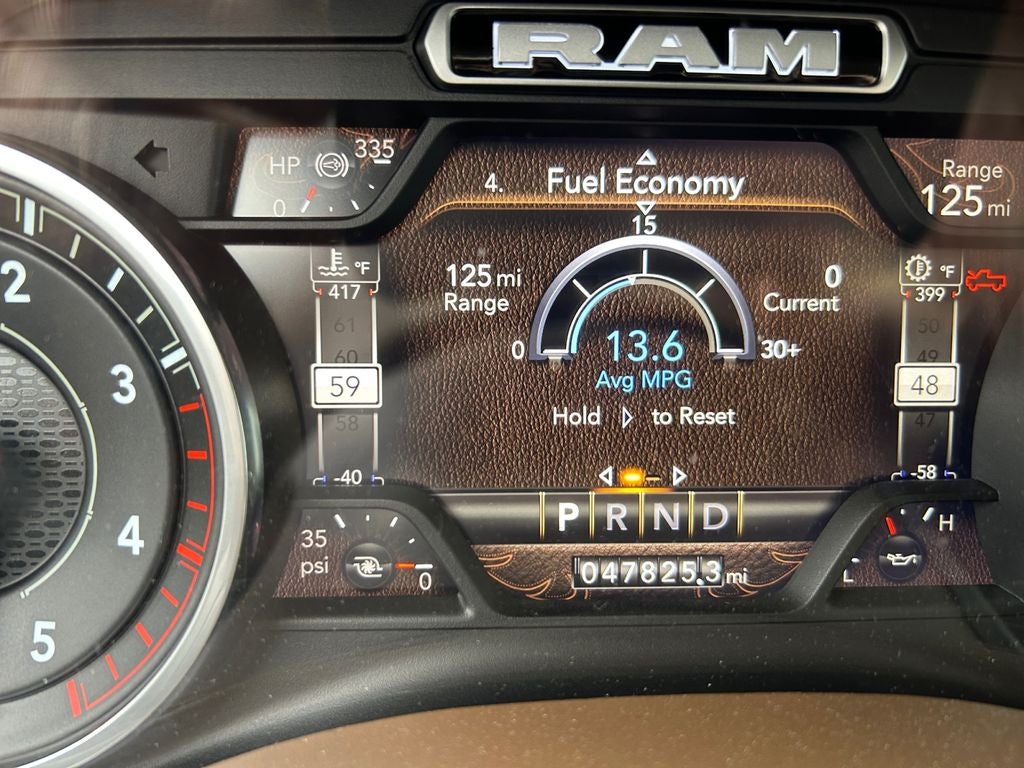 RAM
HP 335
0
4. Fuel Economy
Range
125 mi
15
125 mi
Range
0
Current
0
30+
13.6
Avg MPG
Hold to Reset
°F
417
61
60
59
58
-40
°F
399
50
49
48
47
-58
2
3
4
5
P R N D
35
psi
0
047825.3 mi
H
L